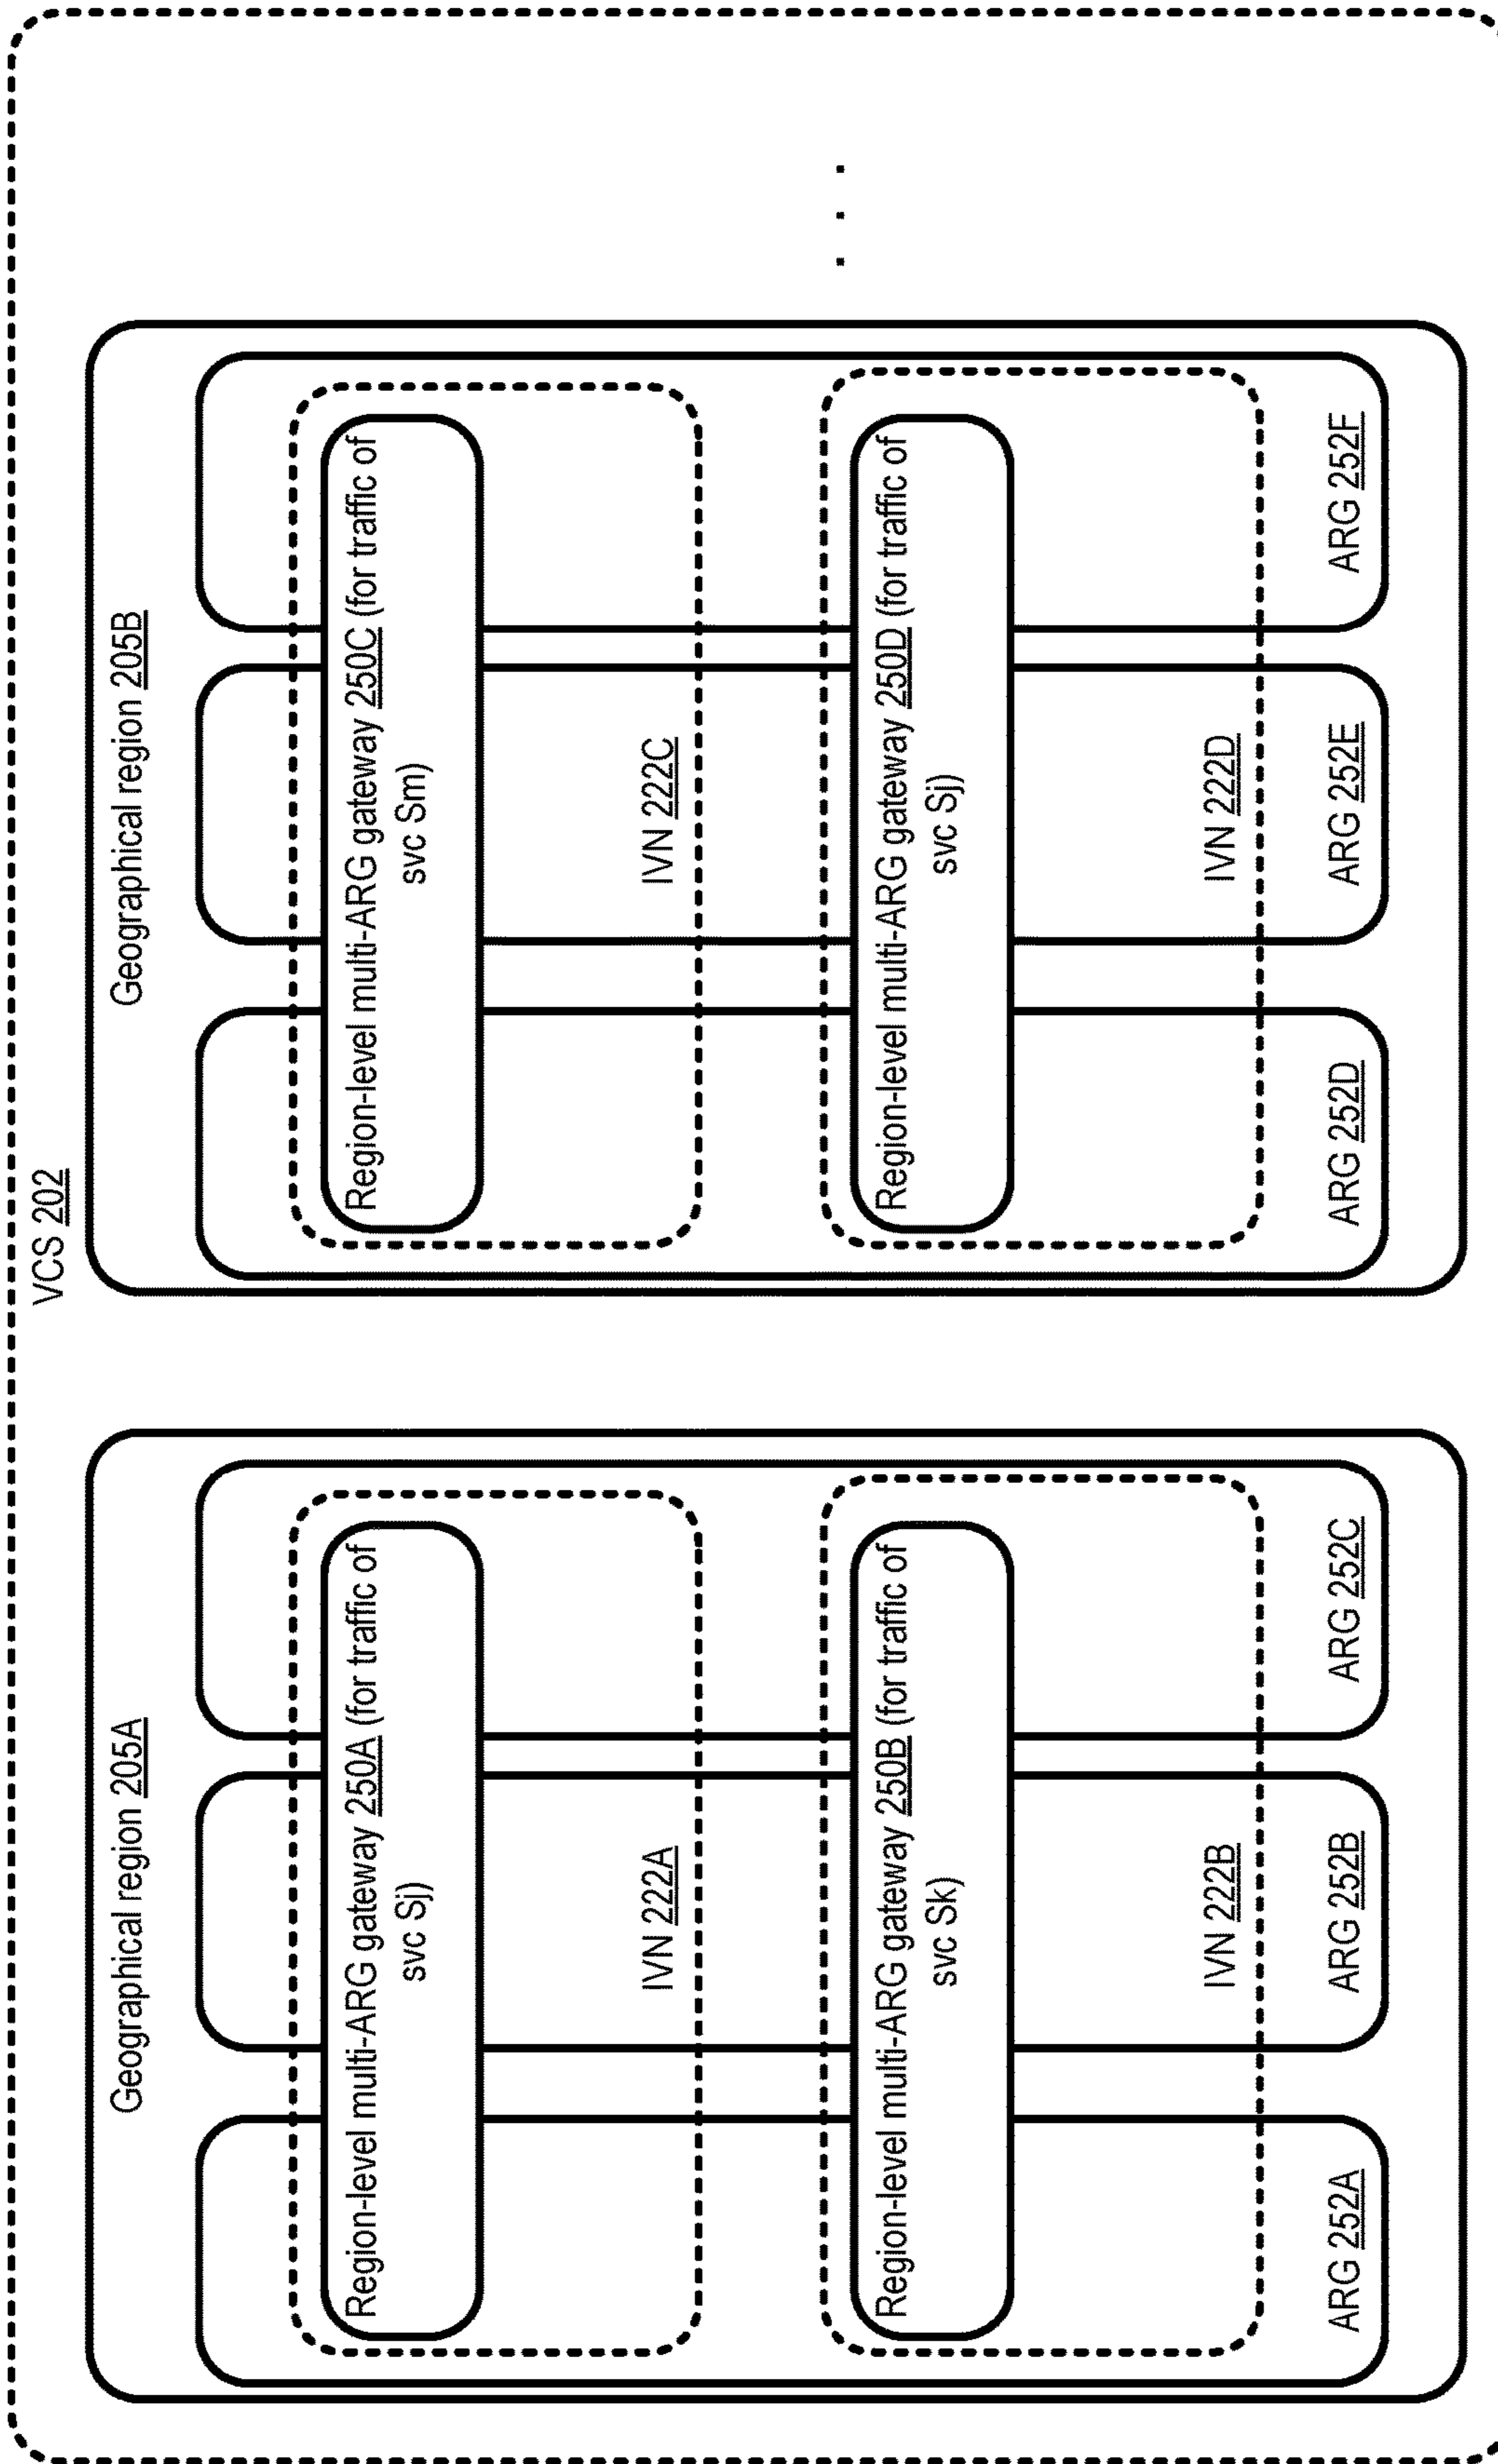 VCS 202
Geographical region 205A
Region-level multi-ARG gateway 250A (for traffic of
svc Sj)
IVN 222A
Region-level multi-ARG gateway 250B (for traffic of
svc Sk)
IVN 222B
ARG 252A
ARG 252B
ARG 252C
Geographical region 205B
Region-level multi-ARG gateway 250C (for traffic of
svc Sm)
IVN 222C
Region-level multi-ARG gateway 250D (for traffic of
svc Sj)
IVN 222D
ARG 252D
ARG 252E
ARG 252F
. . .